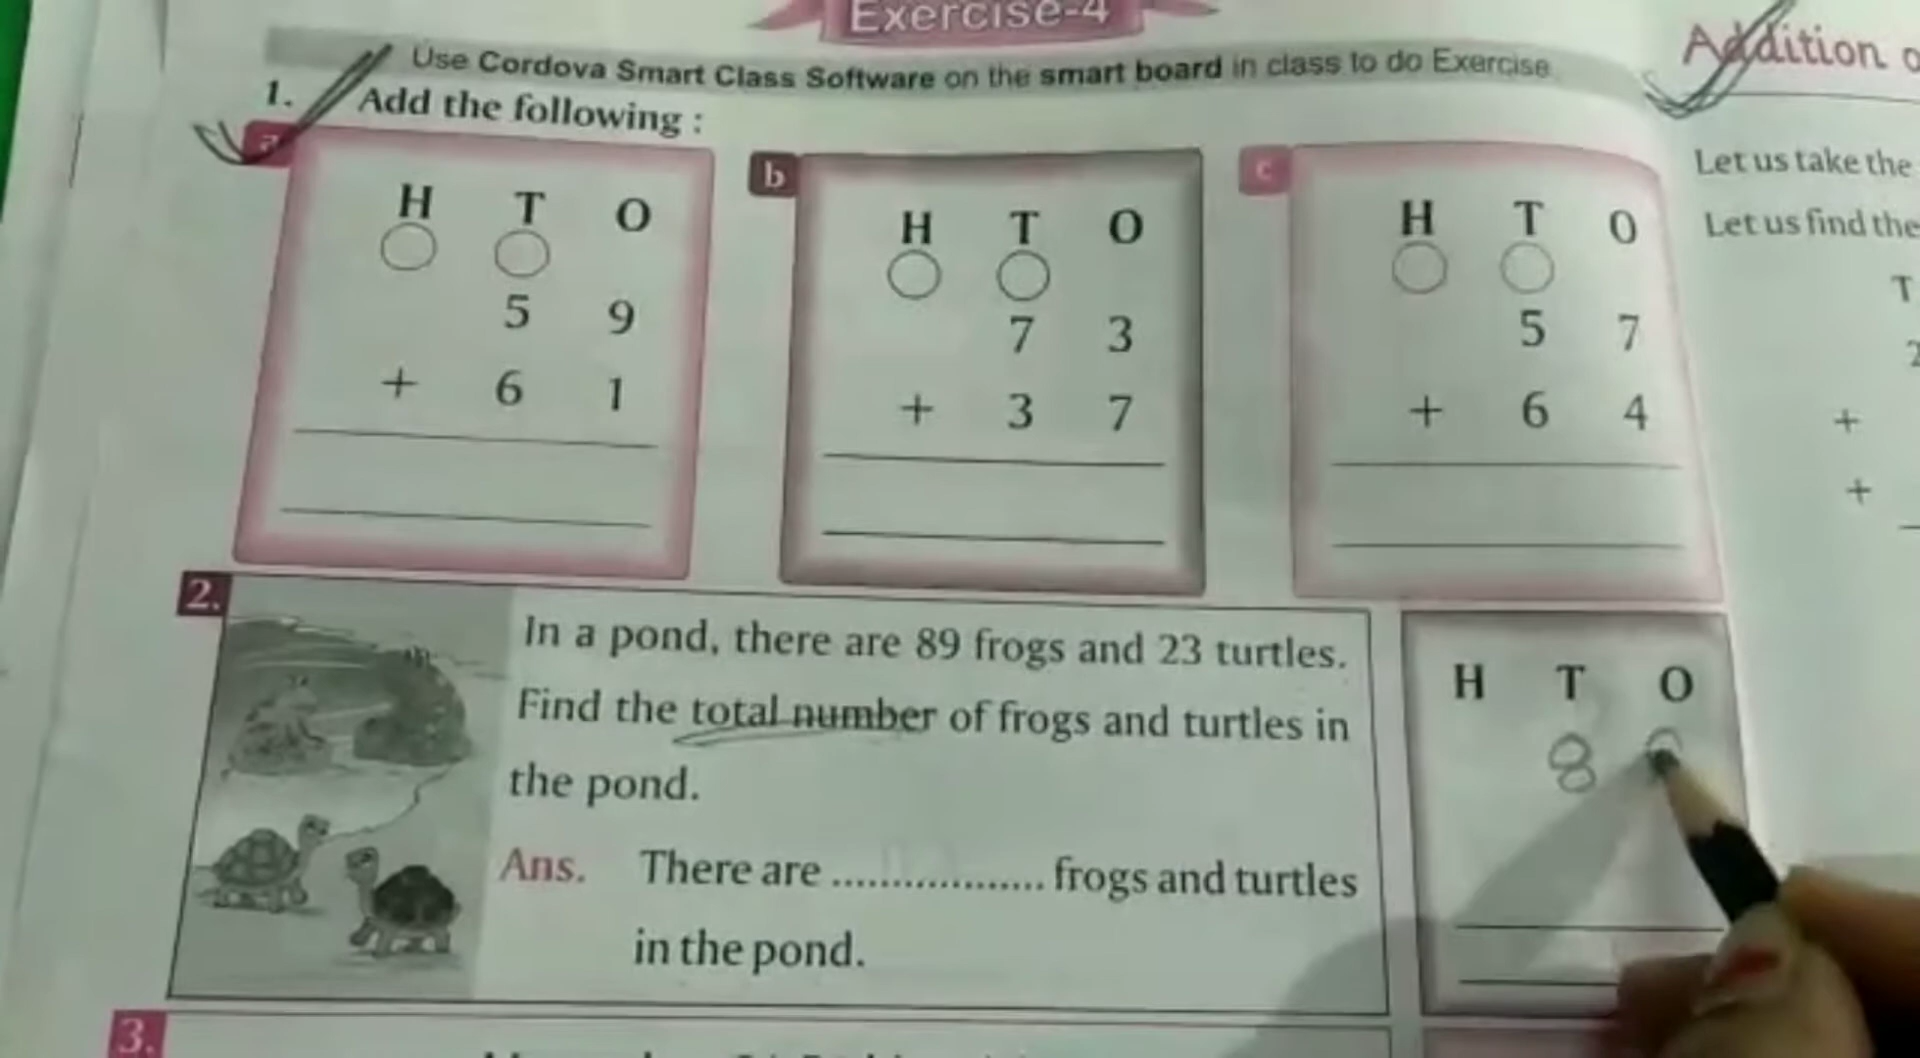 Exercise-4
Use Cordova Smart Class Software on the smart board in class to do Exercise
1. Add the following :
a
H T O
5 9
+ 6 1
b
H T O
7 3
+ 3 7
c
H T O
5 7
+ 6 4
2.
In a pond, there are 89 frogs and 23 turtles.
Find the total number of frogs and turtles in
the pond.
Ans. There are .................. frogs and turtles
in the pond.
H T O
8
3.
Addition
Let us take the
Let us find the
T
2
+
+